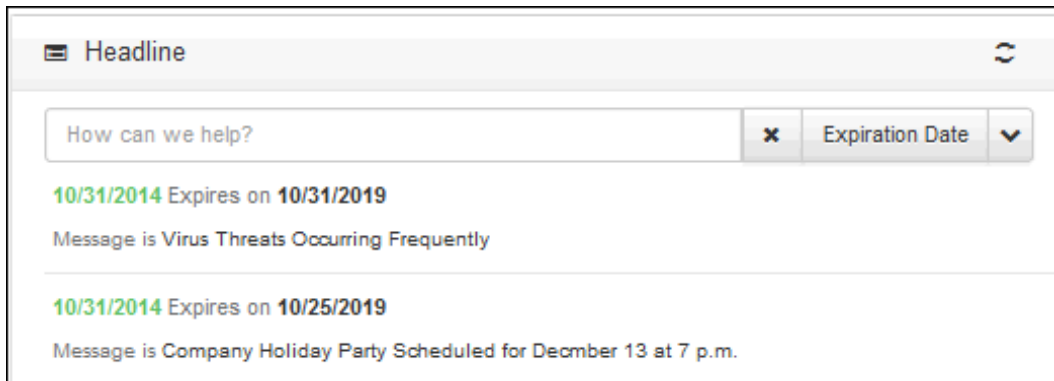 Headline
How can we help?
Expiration Date
10/31/2014 Expires on 10/31/2019
Message is Virus Threats Occurring Frequently
10/31/2014 Expires on 10/25/2019
Message is Company Holiday Party Scheduled for Decmber 13 at 7 p.m.